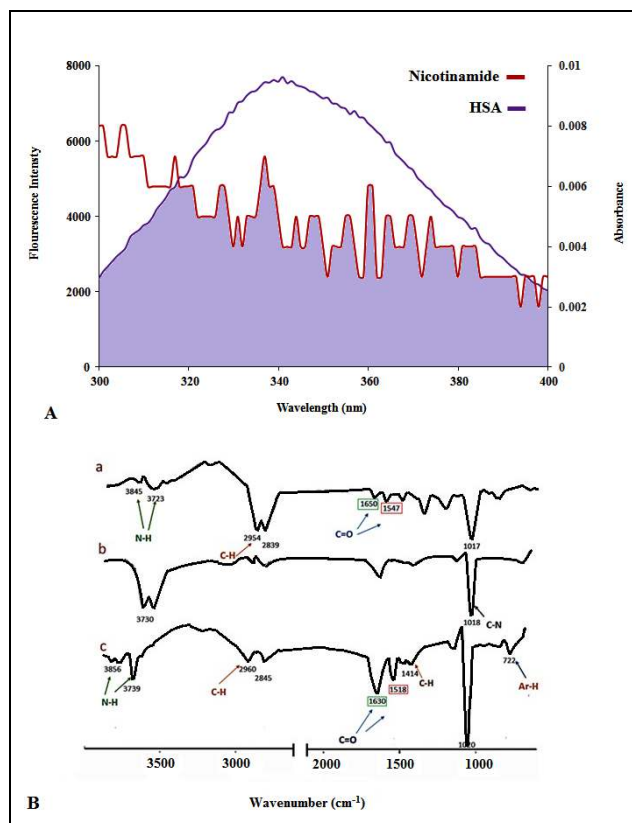 8000
6000
4000
2000
0
Flourescence Intensty
0.01
0.008
0.006
0.004
0.002
0
Absorbance
Nicotinamide
HSA
300
320
340
360
380
400
Wavelength (nm)
A
a
3845
3723
N-H
2954
2839
C-H
1650
1547
C=O
1017
b
3730
1018
C-N
c
3856
3739
N-H
2960
2845
C-H
1630
1518
1414
C-H
C=O
1020
722
Ar-H
3500
3000
2000
1500
1000
Wavenumber (cm⁻¹)
B